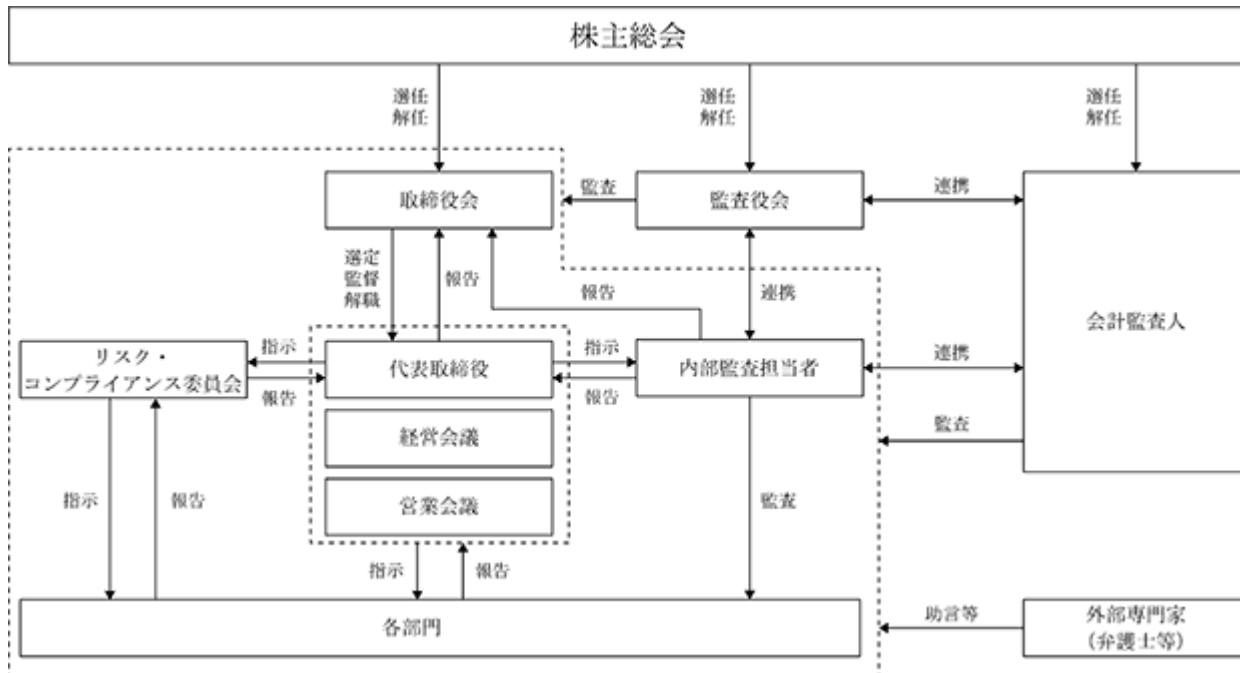 株主総会
選任
解任
選任
解任
選任
解任
取締役会
監査
監査役会
連携
会計監査人
選定
監督
解職
報告
報告
連携
リスク・
コンプライアンス委員会
指示
報告
代表取締役
指示
報告
内部監査担当者
連携
監査
経営会議
営業会議
指示
報告
監査
指示
報告
各部門
助言等
外部専門家
(弁護士等)